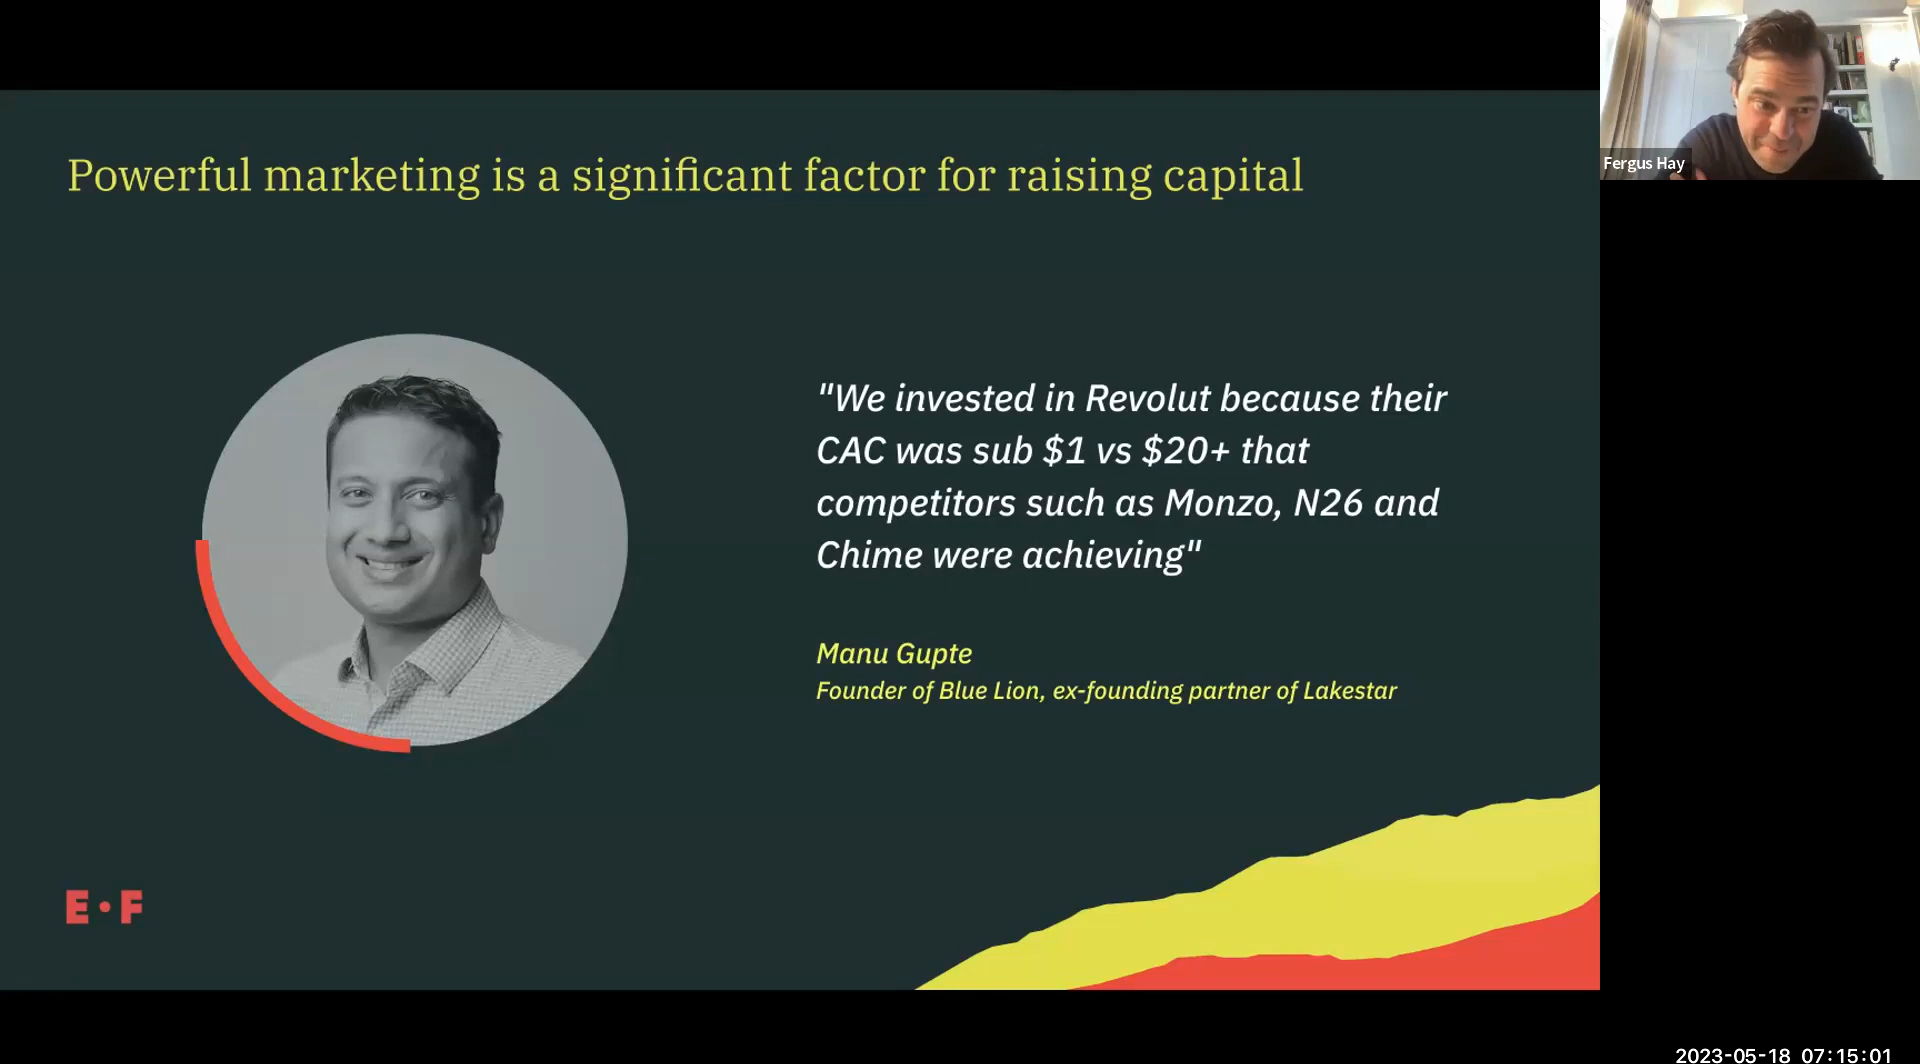 Powerful marketing is a significant factor for raising capital
Fergus Hay
"We invested in Revolut because their
CAC was sub $1 vs $20+ that
competitors such as Monzo, N26 and
Chime were achieving"
Manu Gupte
Founder of Blue Lion, ex-founding partner of Lakestar
E•F
2023-05-18 07:15:01